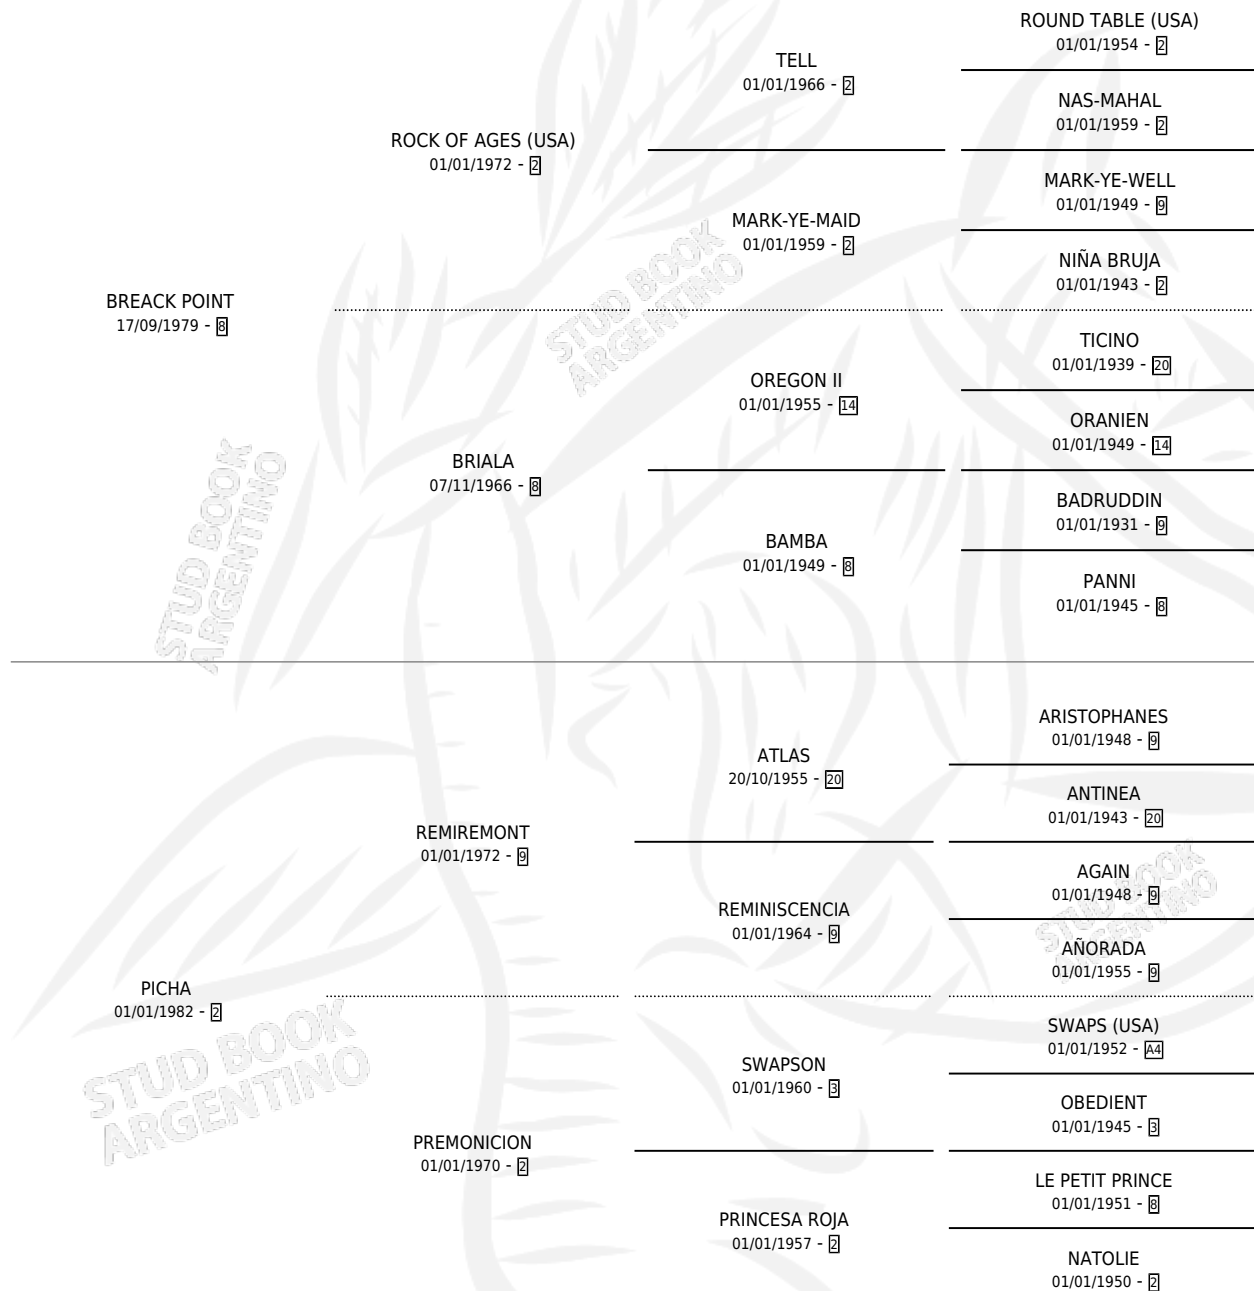 ROUND TABLE (USA)
01/01/1954 - 2
TELL
01/01/1966 - 2
NAS-MAHAL
01/01/1959 - 2
ROCK OF AGES (USA)
01/01/1972 - 2
MARK-YE-WELL
01/01/1949 - 9
MARK-YE-MAID
01/01/1959 - 2
NIÑA BRUJA
01/01/1943 - 2
BREACK POINT
17/09/1979 - 8
TICINO
01/01/1939 - 20
OREGON II
01/01/1955 - 14
ORANIEN
01/01/1949 - 14
BRIALA
07/11/1966 - 8
BADRUDDIN
01/01/1931 - 9
BAMBA
01/01/1949 - 8
PANNI
01/01/1945 - 8
ARISTOPHANES
01/01/1948 - 9
ATLAS
20/10/1955 - 20
ANTINEA
01/01/1943 - 20
REMIREMONT
01/01/1972 - 9
AGAIN
01/01/1948 - 9
REMINISCENCIA
01/01/1964 - 9
AÑORADA
01/01/1955 - 9
PICHA
01/01/1982 - 2
SWAPS (USA)
01/01/1952 - A4
SWAPSON
01/01/1960 - 3
OBEDIENT
01/01/1945 - 3
PREMONICION
01/01/1970 - 2
LE PETIT PRINCE
01/01/1951 - 8
PRINCESA ROJA
01/01/1957 - 2
NATOLIE
01/01/1950 - 2
STUD BOOK
ARGENTINO
STUD BOOK
ARGENTINO
STUD BOOK
ARGENTINO
STUD BOOK
ARGENTINO